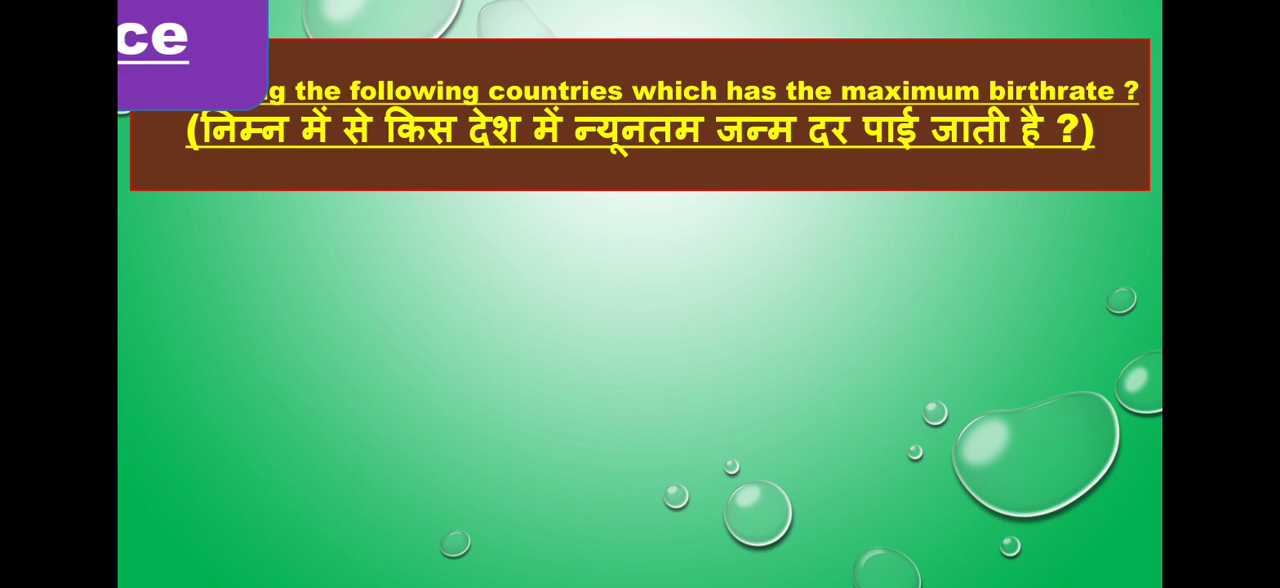 ce
the following countries which has the maximum birthrate ?
(निम्न में से किस देश में न्यूनतम जन्म दर पाई जाती है ?)